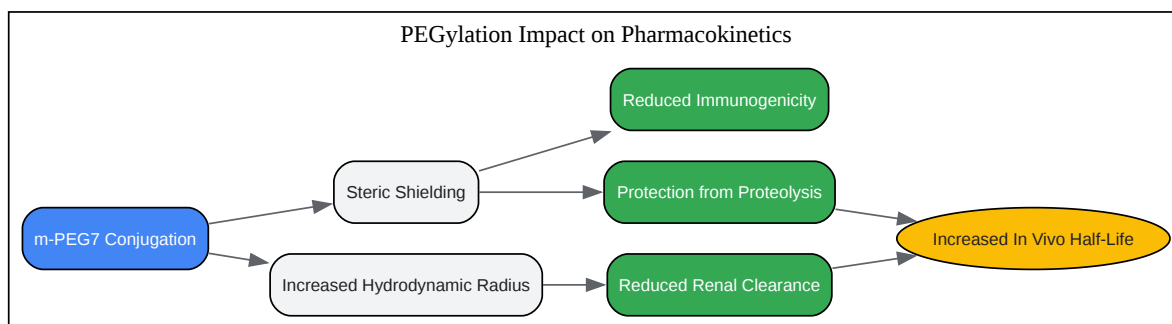 PEGylation Impact on Pharmacokinetics
Reduced Immunogenicity
Steric Shielding
Protection from Proteolysis
m-PEG7 Conjugation
Increased In Vivo Half-Life
Increased Hydrodynamic Radius
Reduced Renal Clearance